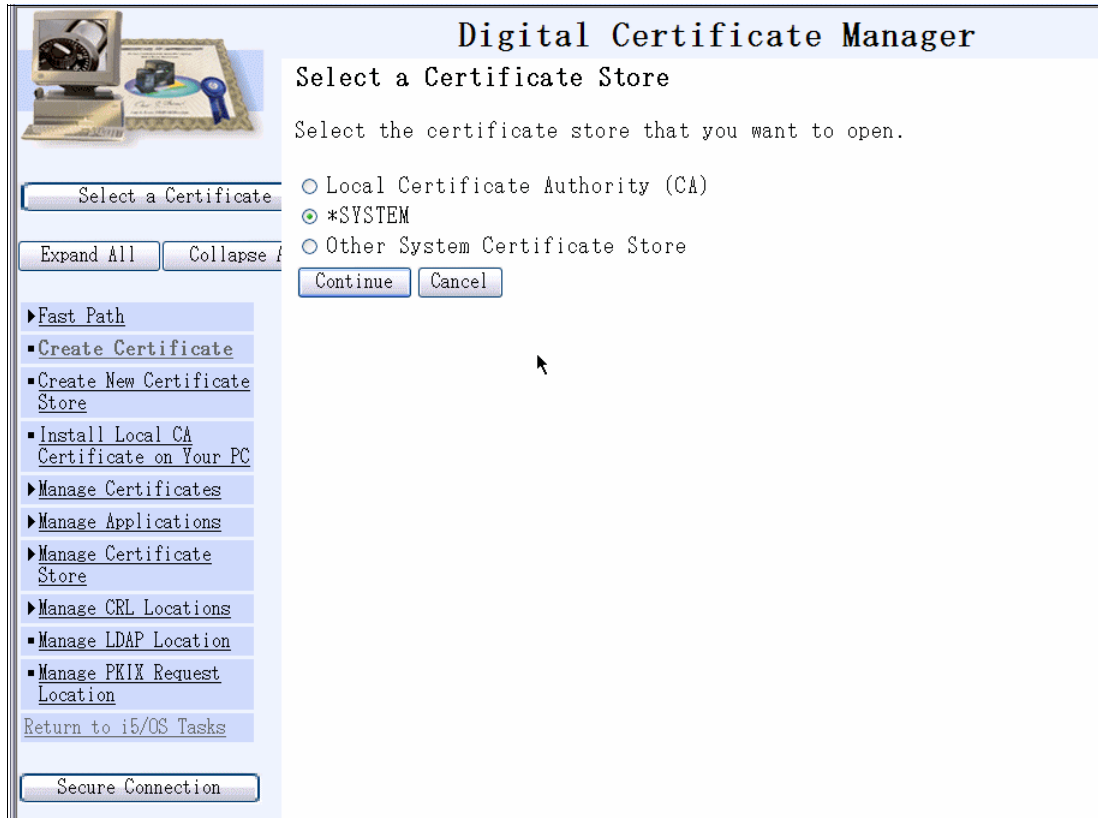 Digital Certificate Manager
Select a Certificate Store
Select the certificate store that you want to open.
Local Certificate Authority (CA)
*SYSTEM
Other System Certificate Store
Continue
Cancel
Select a Certificate
Expand All
Collapse
Fast Path
Create Certificate
Create New Certificate
Store
Install Local CA
Certificate on Your PC
Manage Certificates
Manage Applications
Manage Certificate
Store
Manage CRL Locations
Manage LDAP Location
Manage PKIX Request
Location
Return to i5/OS Tasks
Secure Connection